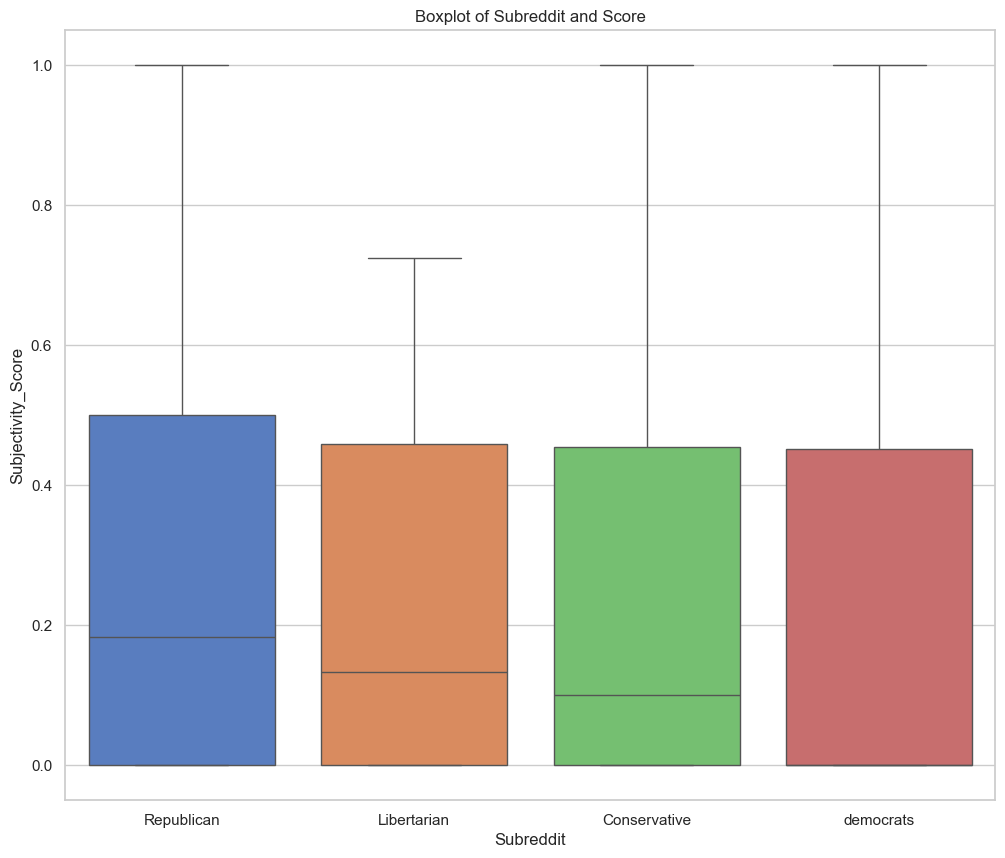 Boxplot of Subreddit and Score
1.0
0.8
0.6
0.4
0.2
0.0
Subjectivity_Score
Republican Libertarian Conservative democrats
Subreddit